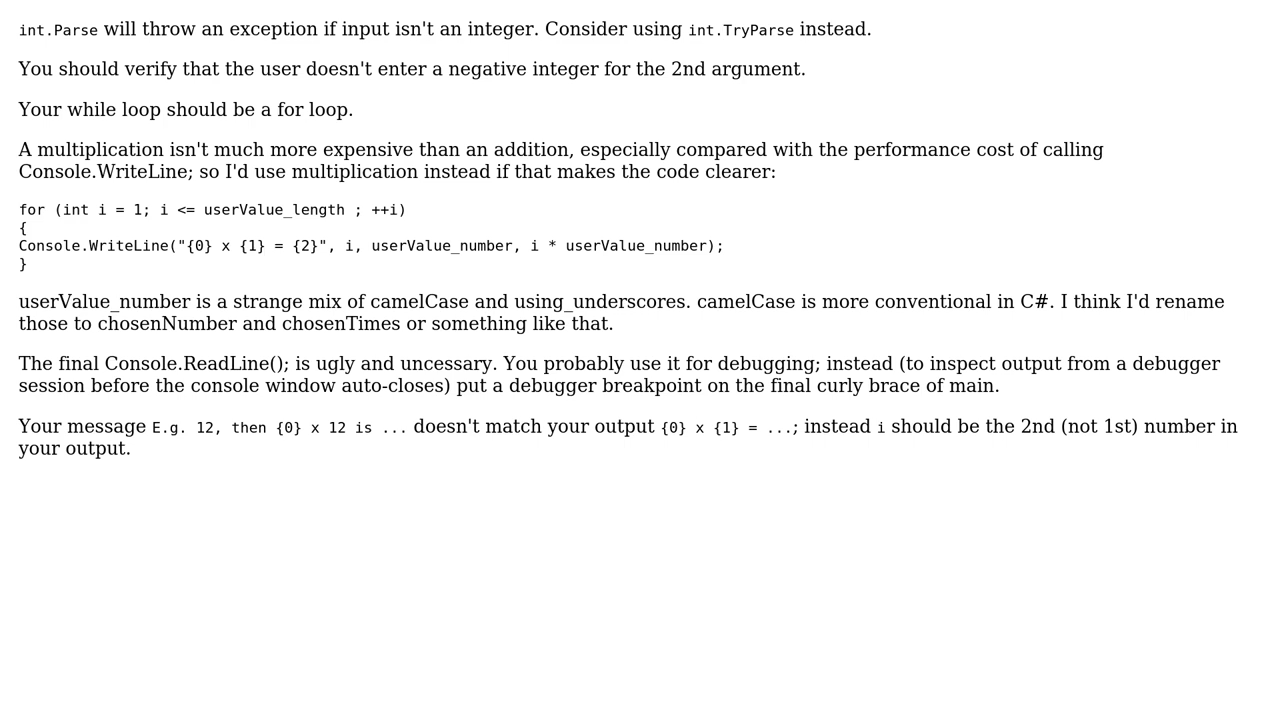 int.Parse will throw an exception if input isn't an integer. Consider using int.TryParse instead.
You should verify that the user doesn't enter a negative integer for the 2nd argument.
Your while loop should be a for loop.
A multiplication isn't much more expensive than an addition, especially compared with the performance cost of calling
Console.WriteLine; so I'd use multiplication instead if that makes the code clearer:
for (int i = 1; i <= userValue_length ; ++i)
{
Console.WriteLine("{0} x {1} = {2}", i, userValue_number, i * userValue_number);
}
userValue_number is a strange mix of camelCase and using_underscores. camelCase is more conventional in C#. I think I'd rename
those to chosenNumber and chosenTimes or something like that.
The final Console.ReadLine(); is ugly and uncessary. You probably use it for debugging; instead (to inspect output from a debugger
session before the console window auto-closes) put a debugger breakpoint on the final curly brace of main.
Your message E.g. 12, then {0} x 12 is ... doesn't match your output {0} x {1} = ...; instead i should be the 2nd (not 1st) number in
your output.